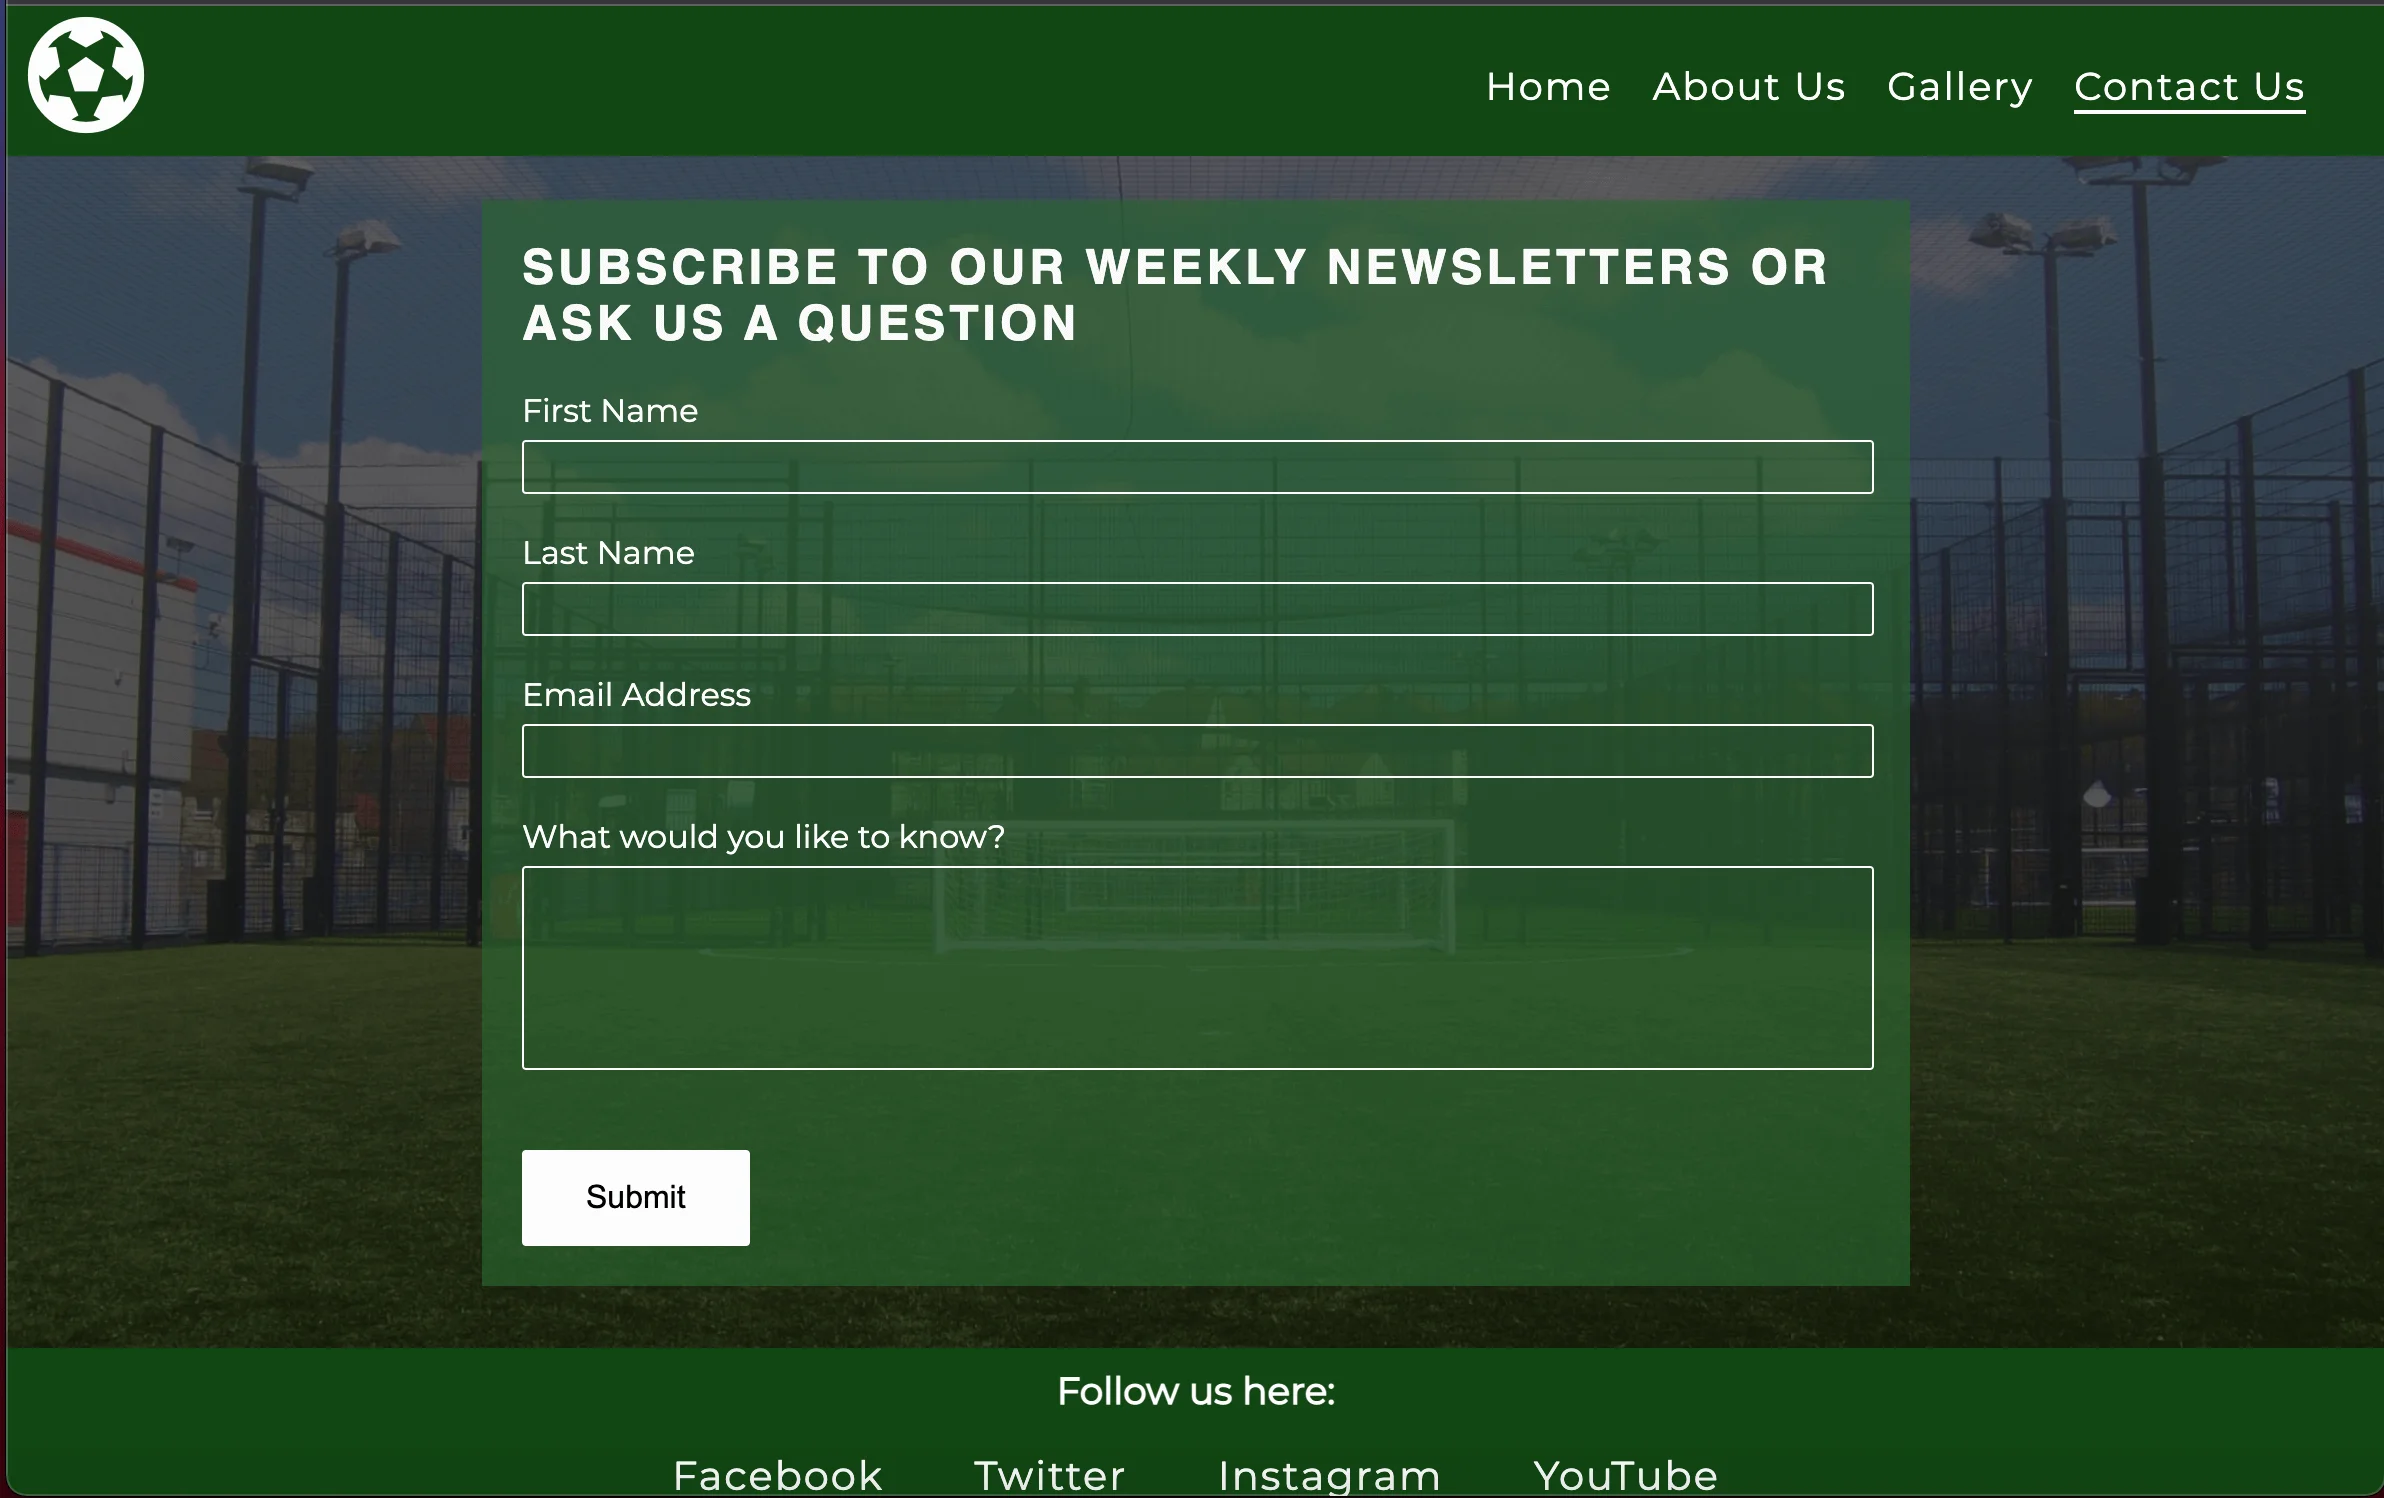 Home About Us Gallery Contact Us
SUBSCRIBE TO OUR WEEKLY NEWSLETTERS OR
ASK US A QUESTION
First Name
Last Name
Email Address
What would you like to know?
Submit
Follow us here:
Facebook Twitter Instagram YouTube